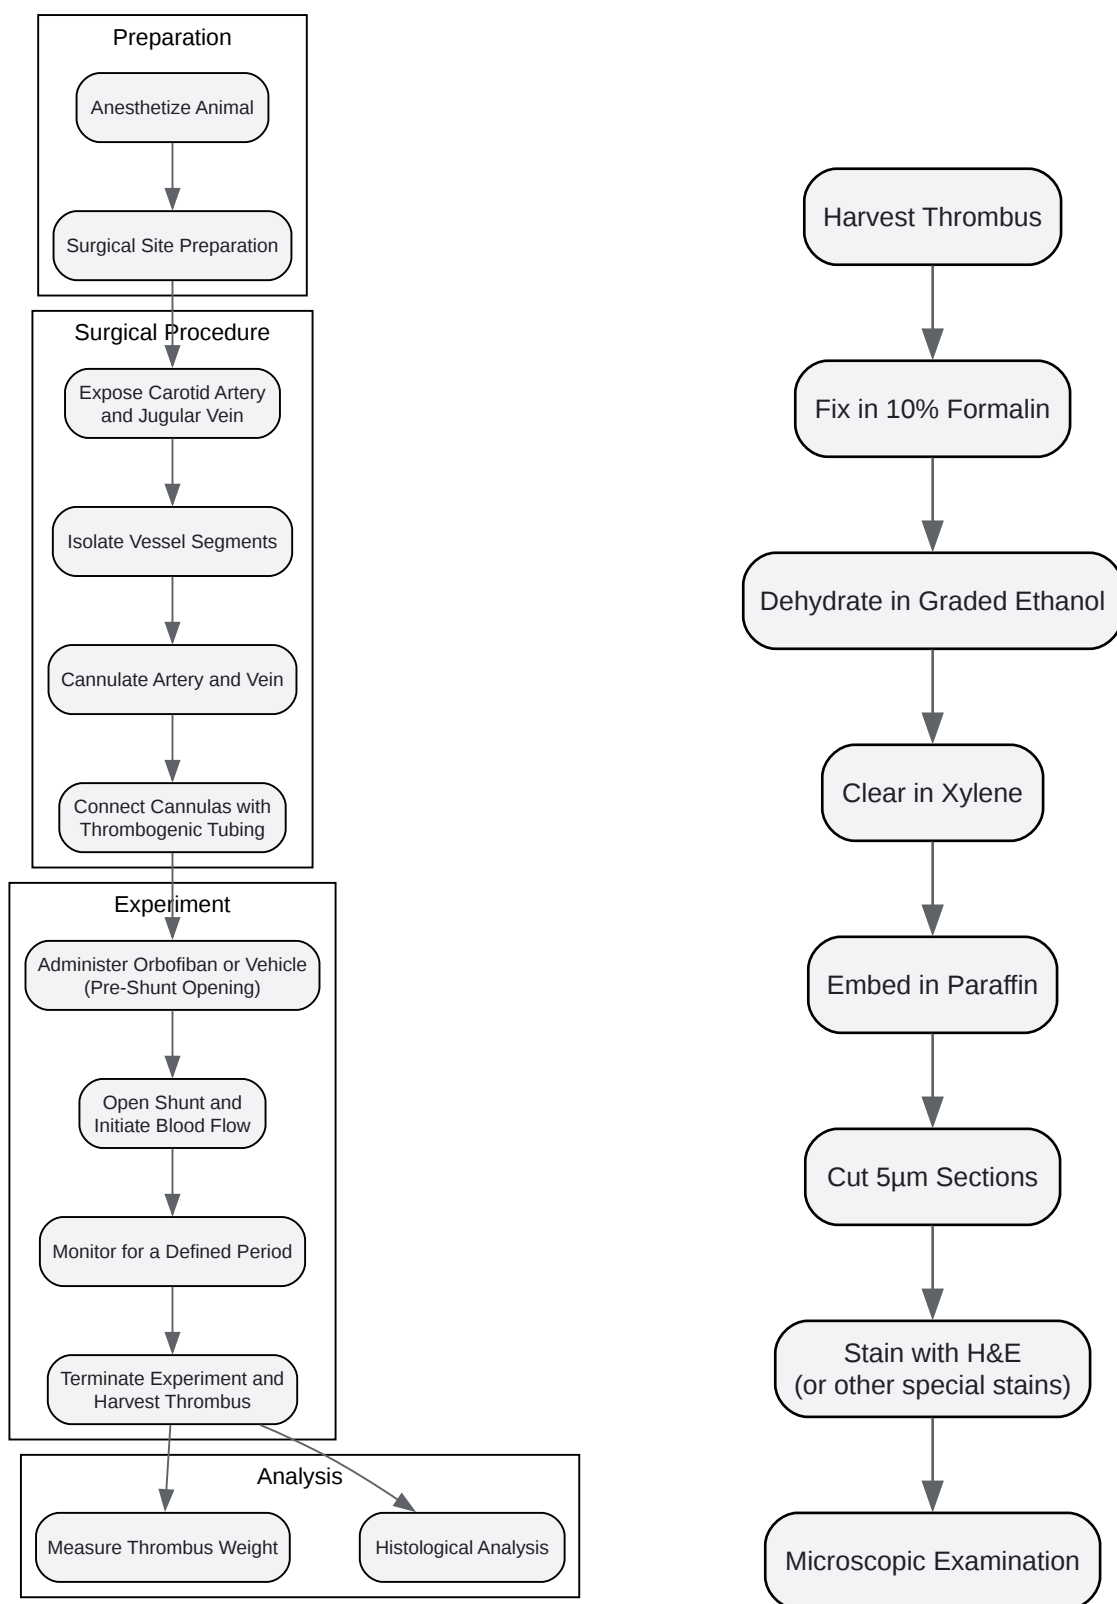 Preparation
Anesthetize Animal
Surgical Site Preparation
Surgical Procedure
Expose Carotid Artery
and Jugular Vein
Isolate Vessel Segments
Cannulate Artery and Vein
Connect Cannulas with
Thrombogenic Tubing
Experiment
Administer Orbofiban or Vehicle
(Pre-Shunt Opening)
Open Shunt and
Initiate Blood Flow
Monitor for a Defined Period
Terminate Experiment and
Harvest Thrombus
Analysis
Measure Thrombus Weight
Histological Analysis
Harvest Thrombus
Fix in 10% Formalin
Dehydrate in Graded Ethanol
Clear in Xylene
Embed in Paraffin
Cut 5µm Sections
Stain with H&E
(or other special stains)
Microscopic Examination